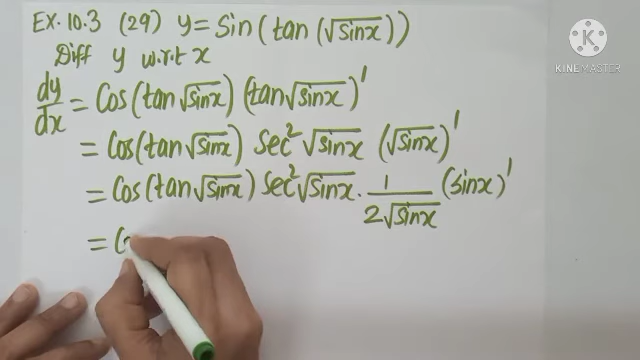 Ex. 10.3 (29) y = Sin(tan(√sinx))
Diff y w.r.t x
dy/dx = Cos(tan√sinx) (tan√sinx)'
= Cos(tan√sinx) sec²√sinx (√sinx)'
= Cos(tan√sinx) Sec²√sinx · 1/2√sinx (sinx)'
= Co
K
KINEMASTER